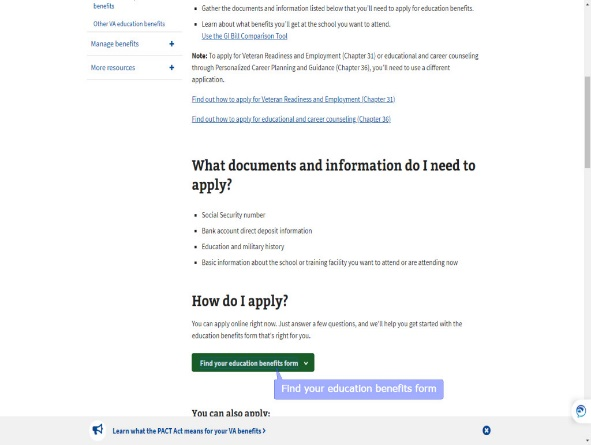 benefits
Other VA education benefits
Manage benefits +
More resources +
Gather the documents and information listed below that you'll need to apply for education benefits.
Learn about what benefits you'll get at the school you want to attend.
Use the GI Bill Comparison Tool
Note: To apply for Veteran Readiness and Employment (Chapter 31) or educational and career counseling
through Personalized Career Planning and Guidance (Chapter 36), you'll need to use a different
application.
Find out how to apply for Veteran Readiness and Employment (Chapter 31)
Find out how to apply for educational and career counseling (Chapter 36)
What documents and information do I need to
apply?
Social Security number
Bank account direct deposit information
Education and military history
Basic information about the school or training facility you want to attend or are attending now
How do I apply?
You can apply online right now. Just answer a few questions, and we'll help you get started with the
education benefits form that's right for you.
Find your education benefits form
Find your education benefits form
You can also apply:
Learn what the PACT Act means for your VA benefits >